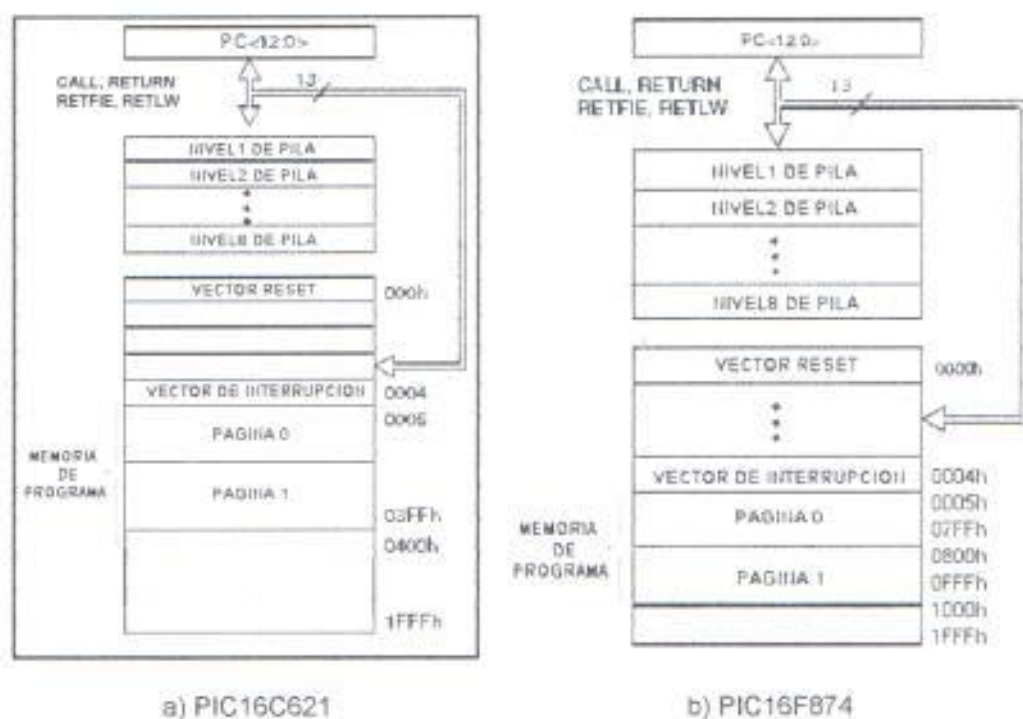 PC<12:0>
CALL, RETURN
RETFIE, RETLW
13
NIVEL1 DE PILA
NIVEL2 DE PILA
NIVEL8 DE PILA
VECTOR RESET
000h
VECTOR DE INTERRUPCION
0004
0005
PAGINA 0
MEMORIA
DE
PROGRAMA
PAGINA 1
03FFh
0400h
1FFFh
a) PIC16C621
PC<12:0>
CALL, RETURN
RETFIE, RETLW
13
NIVEL1 DE PILA
NIVEL2 DE PILA
NIVEL8 DE PILA
VECTOR RESET
0000h
VECTOR DE INTERRUPCION
0004h
0005h
PAGINA 0
07FFh
MEMORIA
DE
PROGRAMA
0800h
PAGINA 1
0FFFh
1000h
1FFFh
b) PIC16F874